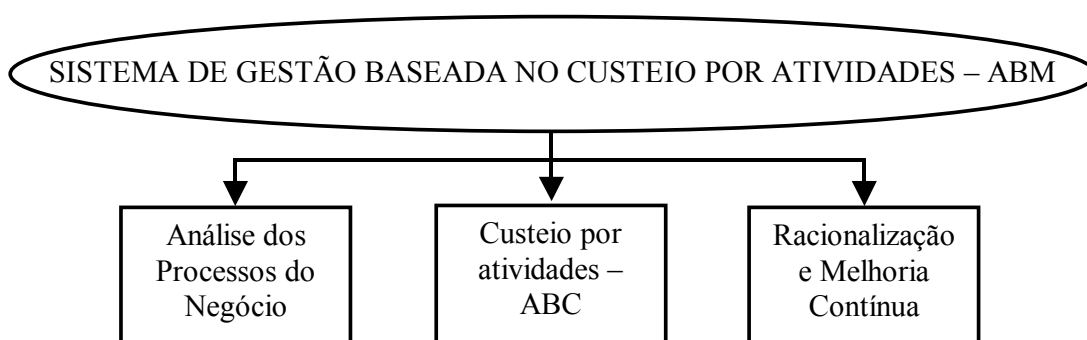 SISTEMA DE GESTÃO BASEADA NO CUSTEIO POR ATIVIDADES – ABM
Análise dos
Processos do
Negócio
Custeio por
atividades –
ABC
Racionalização
e Melhoria
Contínua